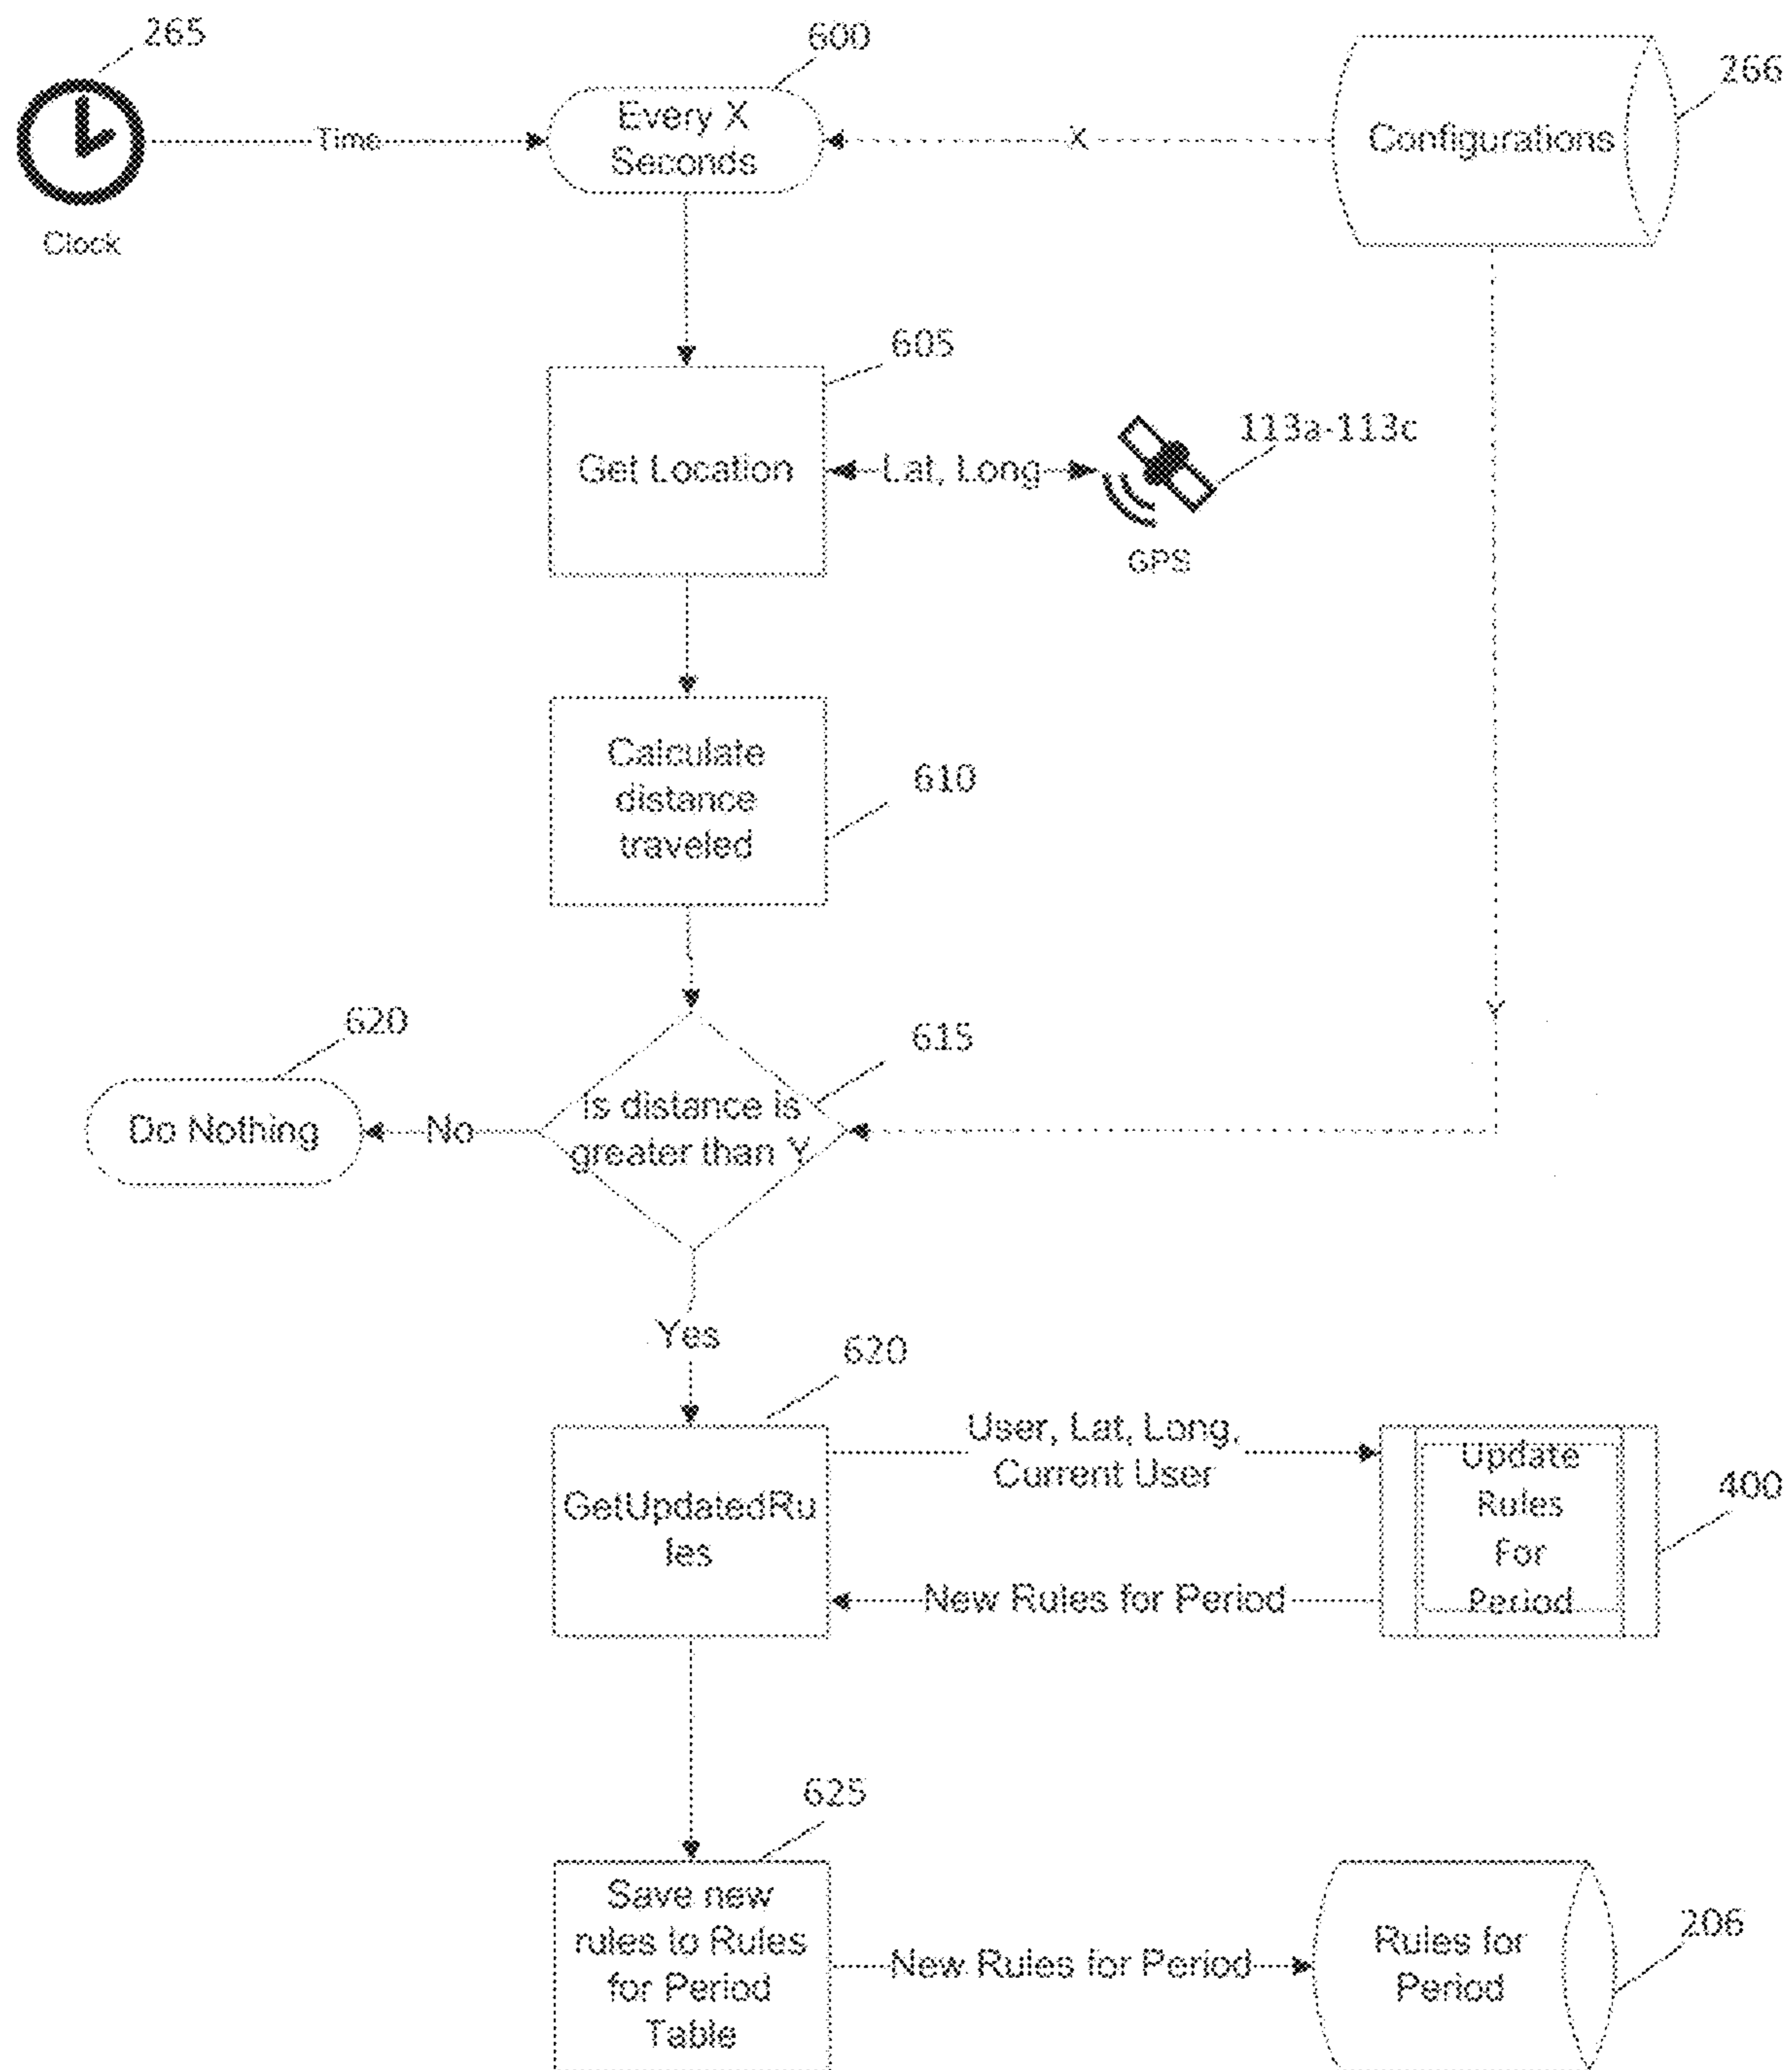 265
600
266
Every X
Seconds
Time
X
Configurations
Clock
605
Get Location
Lat, Long
113a-113c
GPS
Calculate
distance
traveled
610
Y
620
615
Do Nothing
No
is distance is
greater than Y
Yes
620
User, Lat, Long,
Current User
GetUpdatedRu
les
Update
Rules
For
Period
400
New Rules for Period
625
Save new
rules to Rules
for Period
Table
New Rules for Period
Rules for
Period
206